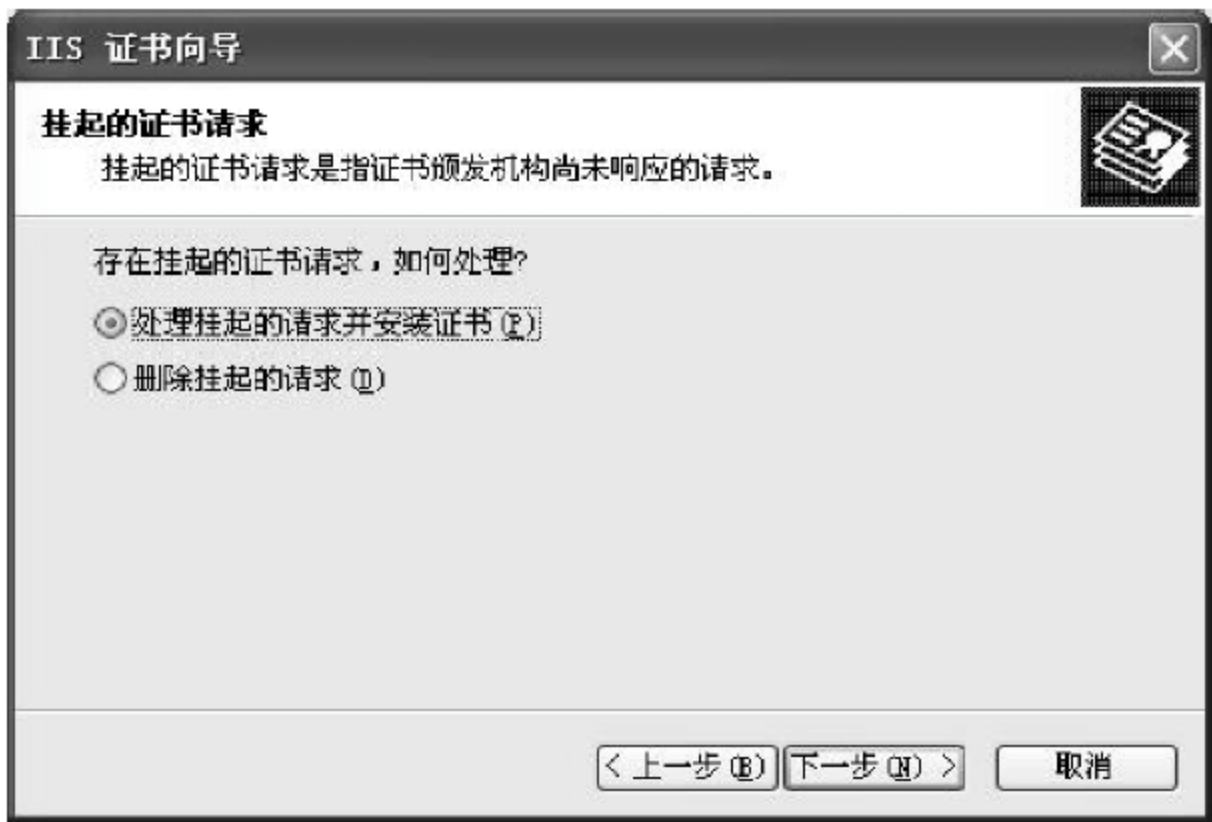 IIS 证书向导
挂起的证书请求
挂起的证书请求是指证书颁发机构尚未响应的请求。
存在挂起的证书请求，如何处理?
处理挂起的请求并安装证书(P)
删除挂起的请求(D)
< 上一步(B) 下一步(N) > 取消